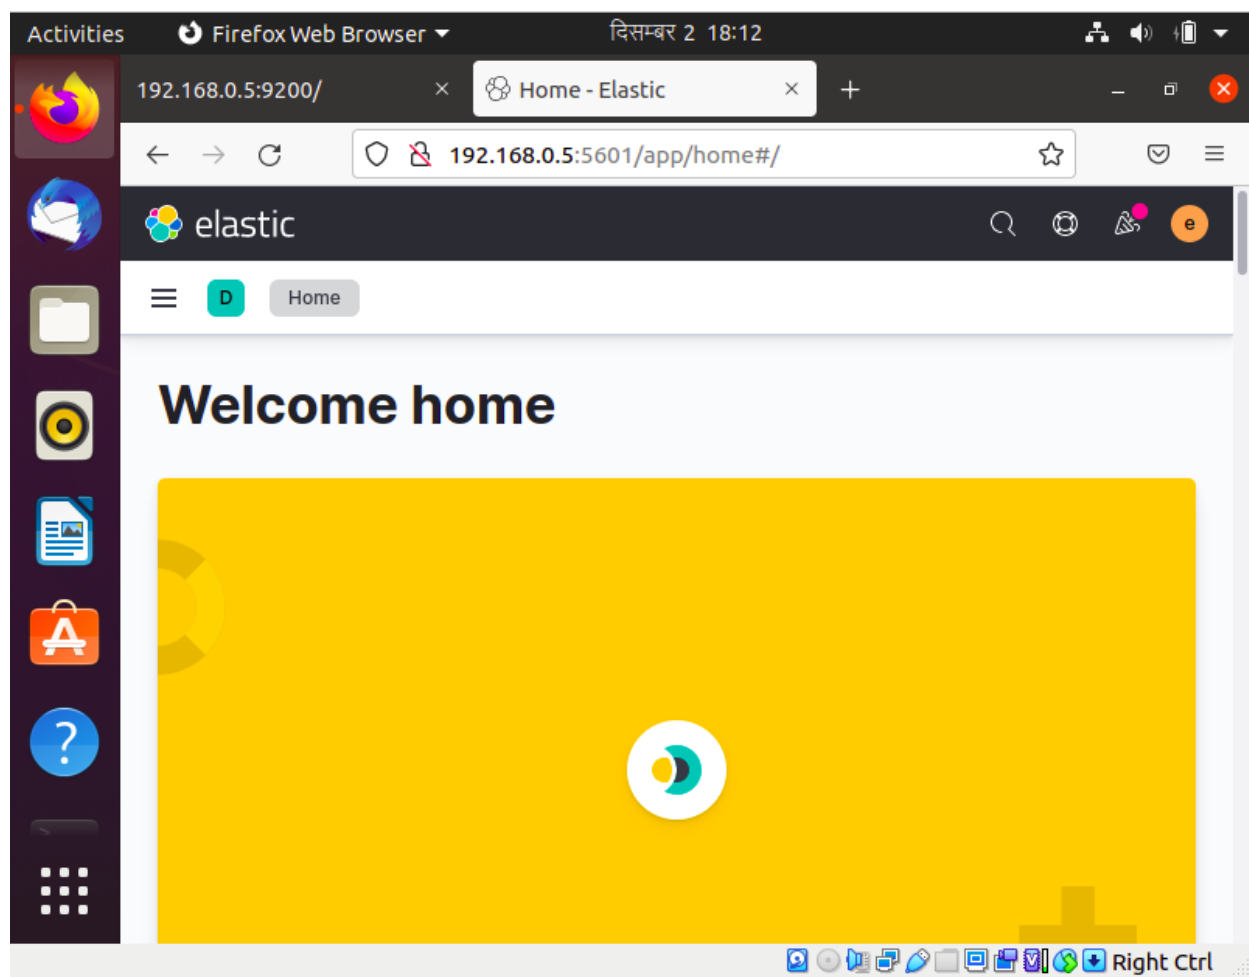 Activities Firefox Web Browser दिसम्बर 2 18:12
192.168.0.5:9200/ Home - Elastic
192.168.0.5:5601/app/home#/
elastic e
D Home
Welcome home
Right Ctrl